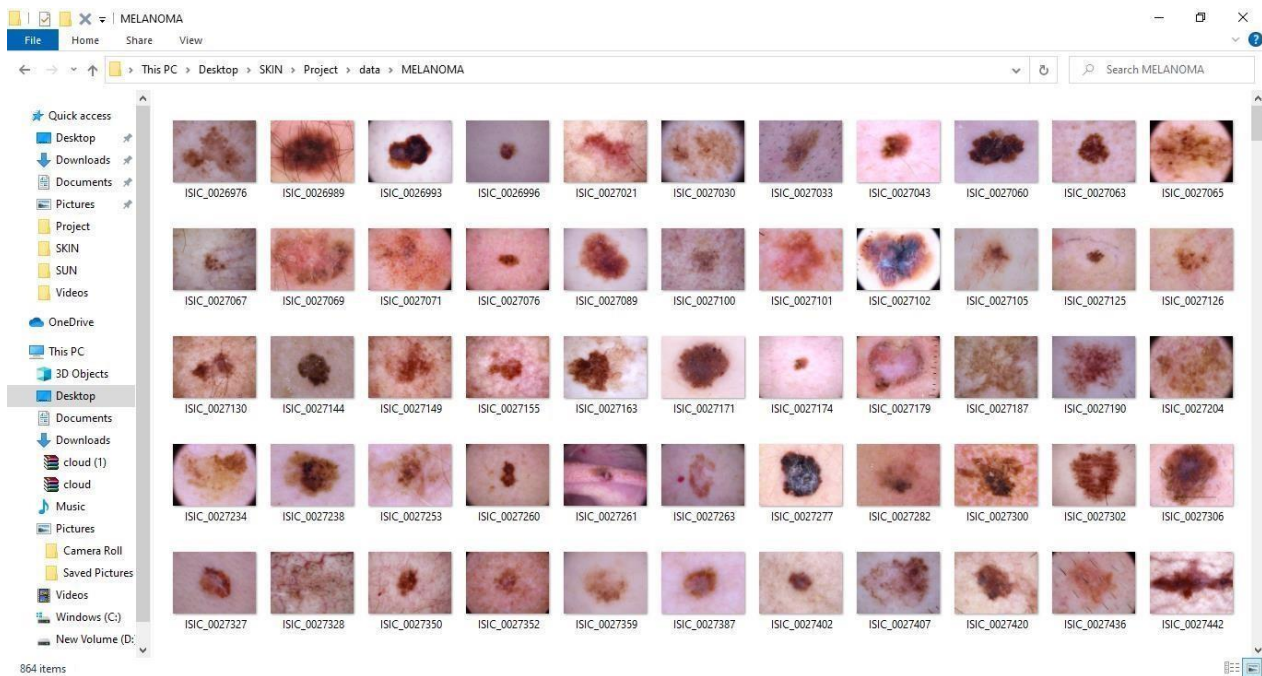 MELANOMA
File Home Share View
This PC > Desktop > SKIN > Project > data > MELANOMA
Search MELANOMA
Quick access
Desktop
Downloads
Documents
Pictures
Project
SKIN
SUN
Videos
OneDrive
This PC
3D Objects
Desktop
Documents
Downloads
cloud (1)
cloud
Music
Pictures
Camera Roll
Saved Pictures
Videos
Windows (C:)
New Volume (D:
ISIC_0026976 ISIC_0026989 ISIC_0026993 ISIC_0026996 ISIC_0027021 ISIC_0027030 ISIC_0027033 ISIC_0027043 ISIC_0027060 ISIC_0027063 ISIC_0027065
ISIC_0027067 ISIC_0027069 ISIC_0027071 ISIC_0027076 ISIC_0027089 ISIC_0027100 ISIC_0027101 ISIC_0027102 ISIC_0027105 ISIC_0027125 ISIC_0027126
ISIC_0027130 ISIC_0027144 ISIC_0027149 ISIC_0027155 ISIC_0027163 ISIC_0027171 ISIC_0027174 ISIC_0027179 ISIC_0027187 ISIC_0027190 ISIC_0027204
ISIC_0027234 ISIC_0027238 ISIC_0027253 ISIC_0027260 ISIC_0027261 ISIC_0027263 ISIC_0027277 ISIC_0027282 ISIC_0027300 ISIC_0027302 ISIC_0027306
ISIC_0027327 ISIC_0027328 ISIC_0027350 ISIC_0027352 ISIC_0027359 ISIC_0027387 ISIC_0027402 ISIC_0027407 ISIC_0027420 ISIC_0027436 ISIC_0027442
864 items